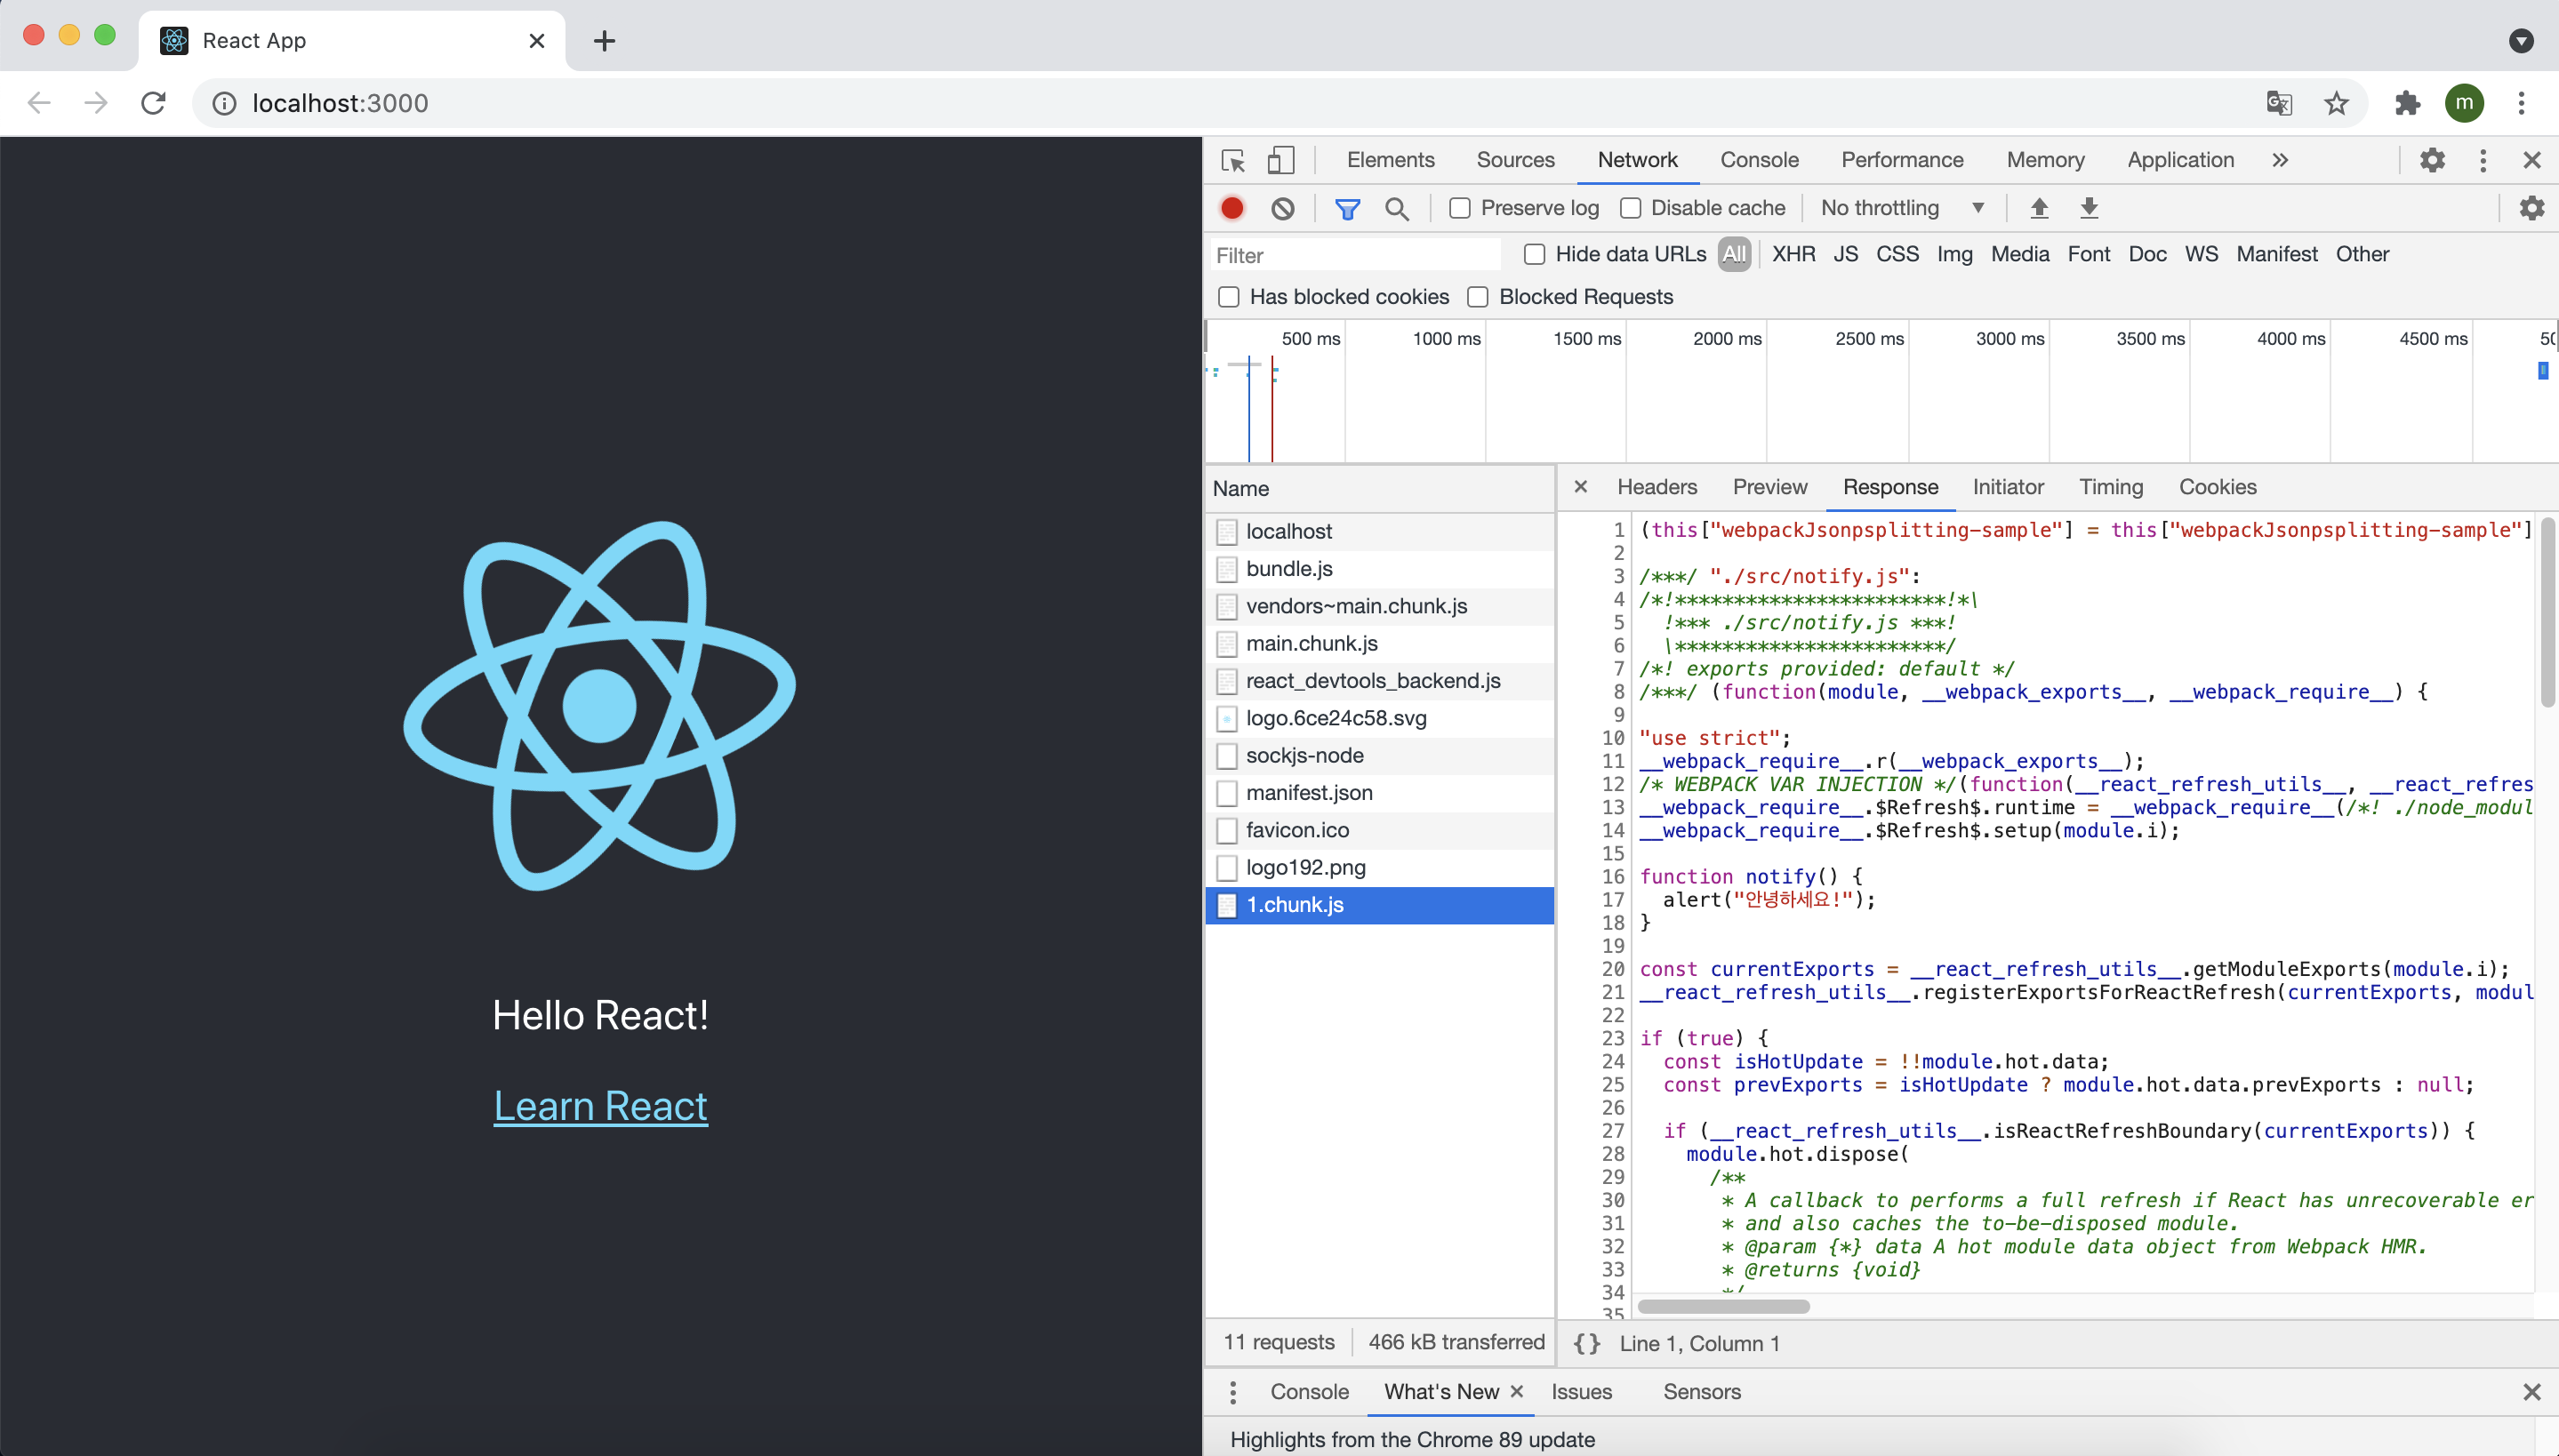 React App
localhost:3000
m
Elements Sources Network Console Performance Memory Application
Preserve log Disable cache No throttling
Filter Hide data URLs All XHR JS CSS Img Media Font Doc WS Manifest Other
Has blocked cookies Blocked Requests
500 ms 1000 ms 1500 ms 2000 ms 2500 ms 3000 ms 3500 ms 4000 ms 4500 ms
Name
localhost
bundle.js
vendors~main.chunk.js
main.chunk.js
react_devtools_backend.js
logo.6ce24c58.svg
sockjs-node
manifest.json
favicon.ico
logo192.png
1.chunk.js
11 requests 466 kB transferred
Headers Preview Response Initiator Timing Cookies
1 (this["webpackJsonpsplitting-sample"] = this["webpackJsonpsplitting-sample"]
2
3 /***/ "./src/notify.js":
4 /*!***********************!*\
5   !*** ./src/notify.js ***!
6   \***********************/
7 /*! exports provided: default */
8 /***/ (function(module, __webpack_exports__, __webpack_require__) {
9
10 "use strict";
11 __webpack_require__.r(__webpack_exports__);
12 /* WEBPACK VAR INJECTION */(function(__react_refresh_utils__, __react_refres
13 __webpack_require__.$Refresh$.runtime = __webpack_require__(/*! ./node_modul
14 __webpack_require__.$Refresh$.setup(module.i);
15
16 function notify() {
17   alert("안녕하세요!");
18 }
19
20 const currentExports = __react_refresh_utils__.getModuleExports(module.i);
21 __react_refresh_utils__.registerExportsForReactRefresh(currentExports, modul
22
23 if (true) {
24   const isHotUpdate = !!module.hot.data;
25   const prevExports = isHotUpdate ? module.hot.data.prevExports : null;
26
27   if (__react_refresh_utils__.isReactRefreshBoundary(currentExports)) {
28     module.hot.dispose(
29       /**
30        * A callback to performs a full refresh if React has unrecoverable er
31        * and also caches the to-be-disposed module.
32        * @param {*} data A hot module data object from Webpack HMR.
33        * @returns {void}
34        */
35
{} Line 1, Column 1
Console What's New Issues Sensors
Highlights from the Chrome 89 update
Hello React!
Learn React